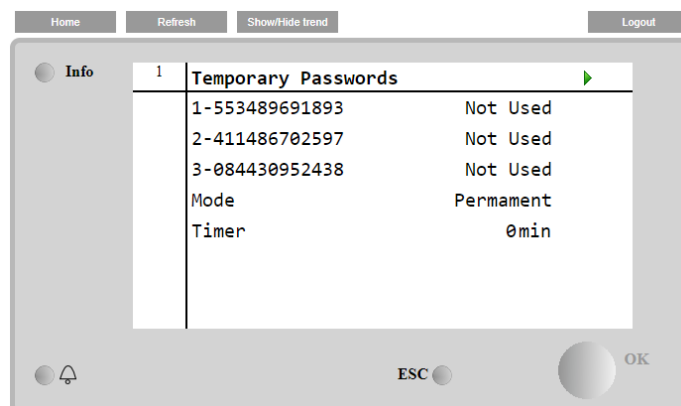 Home Refresh Show/Hide trend Logout
Info
1 Temporary Passwords
1-553489691893 Not Used
2-411486702597 Not Used
3-084430952438 Not Used
Mode Permament
Timer 0min
ESC
OK